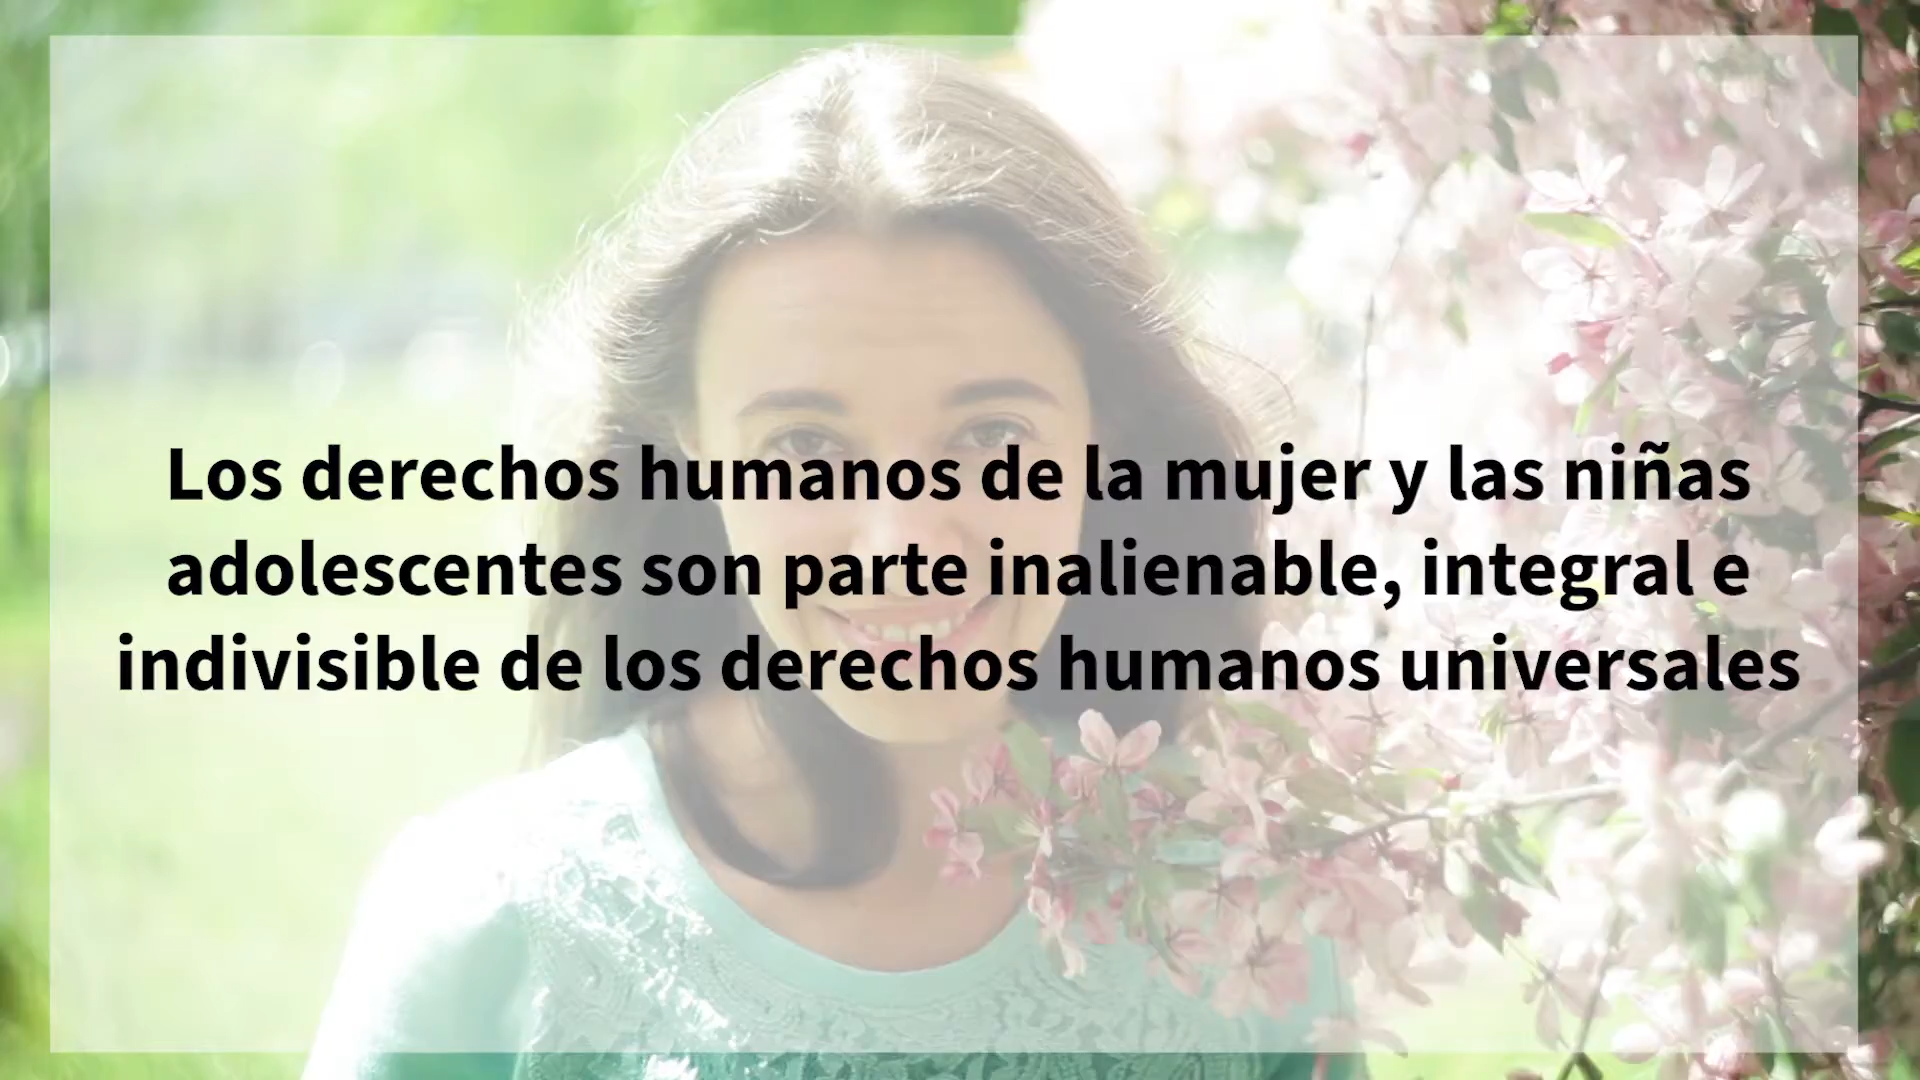 Los derechos humanos de la mujer y las niñas
adolescentes son parte inalienable, integral e
indivisible de los derechos humanos universales